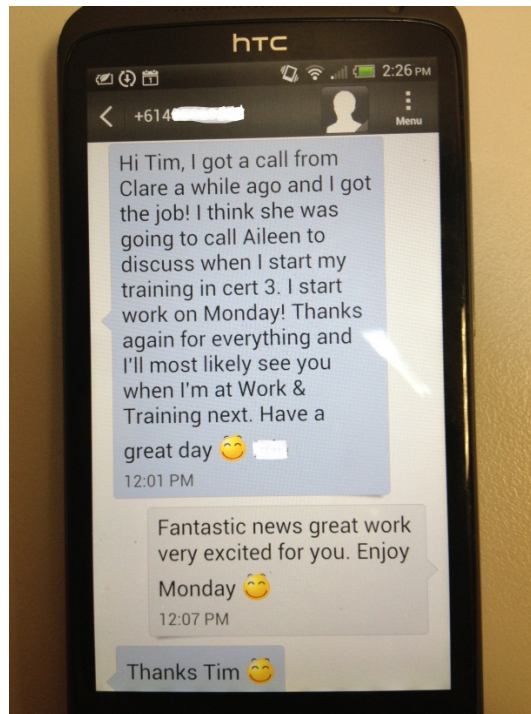 hTC
2:26 PM
+614
Menu
Hi Tim, I got a call from
Clare a while ago and I got
the job! I think she was
going to call Aileen to
discuss when I start my
training in cert 3. I start
work on Monday! Thanks
again for everything and
I'll most likely see you
when I'm at Work &
Training next. Have a
great day 😊
12:01 PM
Fantastic news great work
very excited for you. Enjoy
Monday 😊
12:07 PM
Thanks Tim 😊